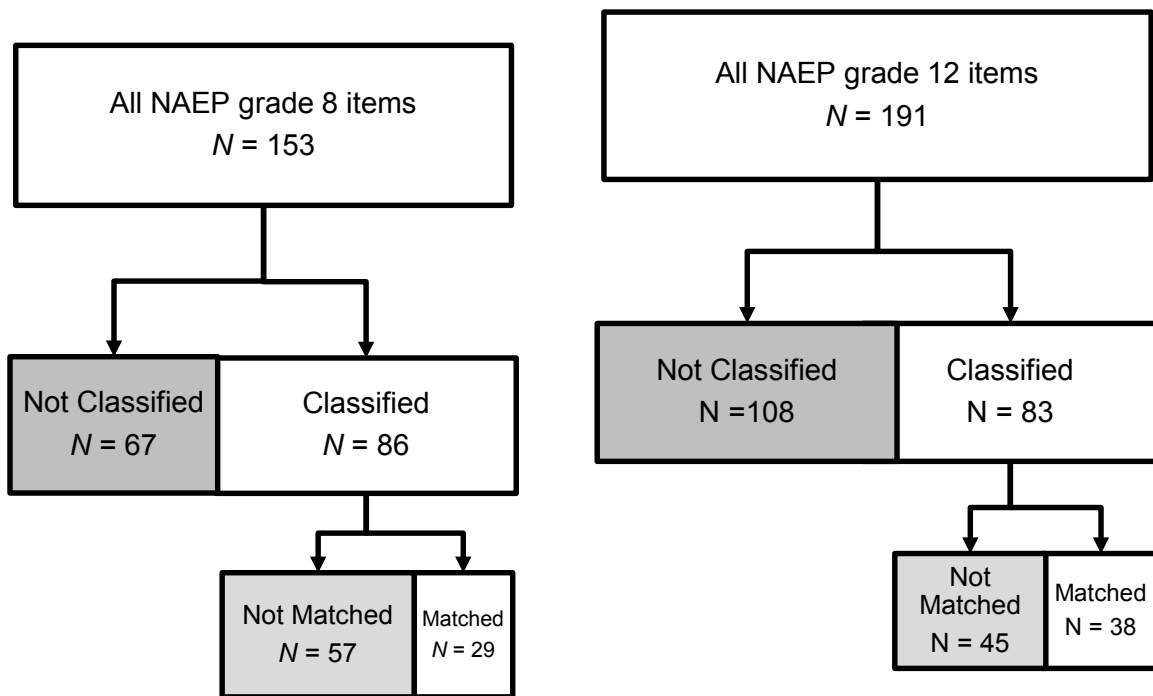 All NAEP grade 8 items
N = 153
Not Classified
N = 67
Classified
N = 86
Not Matched
N = 57
Matched
N = 29
All NAEP grade 12 items
N = 191
Not Classified
N =108
Classified
N = 83
Not
Matched
N = 45
Matched
N = 38